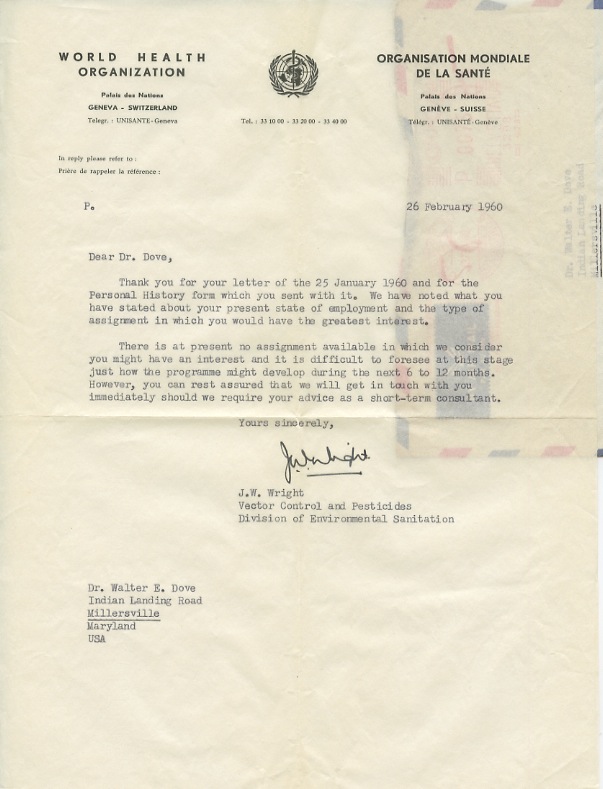 WORLD HEALTH
ORGANIZATION
Palais des Nations
GENEVA - SWITZERLAND
Telegr. : UNISANTE-Geneva
Tel. : 33 10 00 - 33 20 00 - 33 40 00
ORGANISATION MONDIALE
DE LA SANTÉ
Palais des Nations
GENÈVE - SUISSE
Télégr. : UNISANTÉ-Genève
In reply please refer to :
Prière de rappeler la référence :
P.
26 February 1960
Dear Dr. Dove,
Thank you for your letter of the 25 January 1960 and for the
Personal History form which you sent with it. We have noted what you
have stated about your present state of employment and the type of
assignment in which you would have the greatest interest.
There is at present no assignment available in which we consider
you might have an interest and it is difficult to foresee at this stage
just how the programme might develop during the next 6 to 12 months.
However, you can rest assured that we will get in touch with you
immediately should we require your advice as a short-term consultant.
Yours sincerely,
J.W. Wright
J.W. Wright
Vector Control and Pesticides
Division of Environmental Sanitation
Dr. Walter E. Dove
Indian Landing Road
Millersville
Maryland
USA
Dr. Walter E. Dove
Indian Landing Road
Millersville